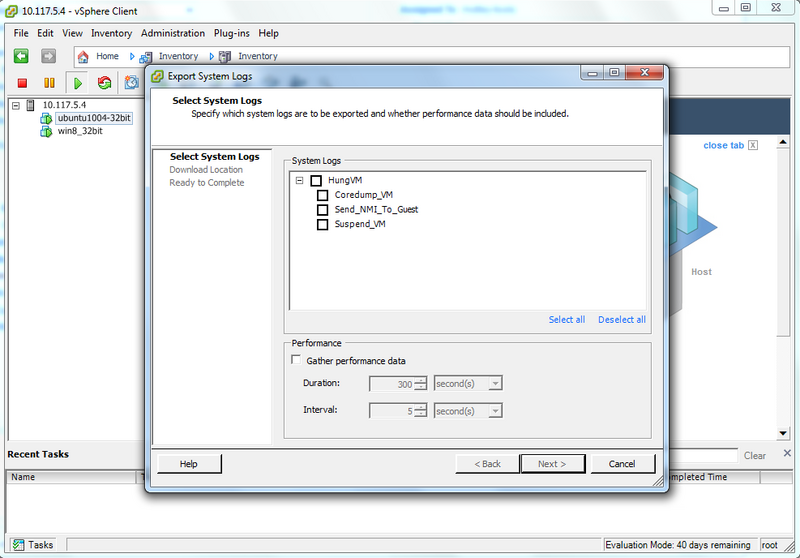 10.117.5.4 - vSphere Client
File Edit View Inventory Administration Plug-ins Help
Home Inventory Inventory
10.117.5.4
ubuntu1004-32bit
win8_32bit
close tab
Host
Export System Logs
Select System Logs
Specify which system logs are to be exported and whether performance data should be included.
Select System Logs
Download Location
Ready to Complete
System Logs
HungVM
Coredump_VM
Send_NMI_To_Guest
Suspend_VM
Select all Deselect all
Performance
Gather performance data
Duration: 300 second(s)
Interval: 5 second(s)
Help < Back Next > Cancel
Recent Tasks Clear
Name
Tasks Evaluation Mode: 40 days remaining root